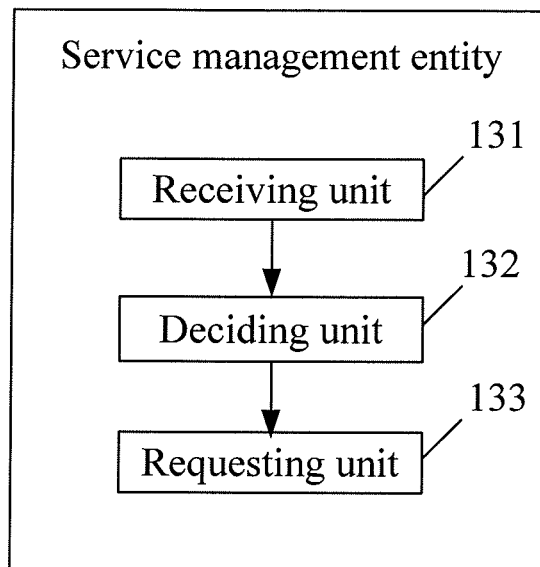 Service management entity
131
Receiving unit
132
Deciding unit
133
Requesting unit